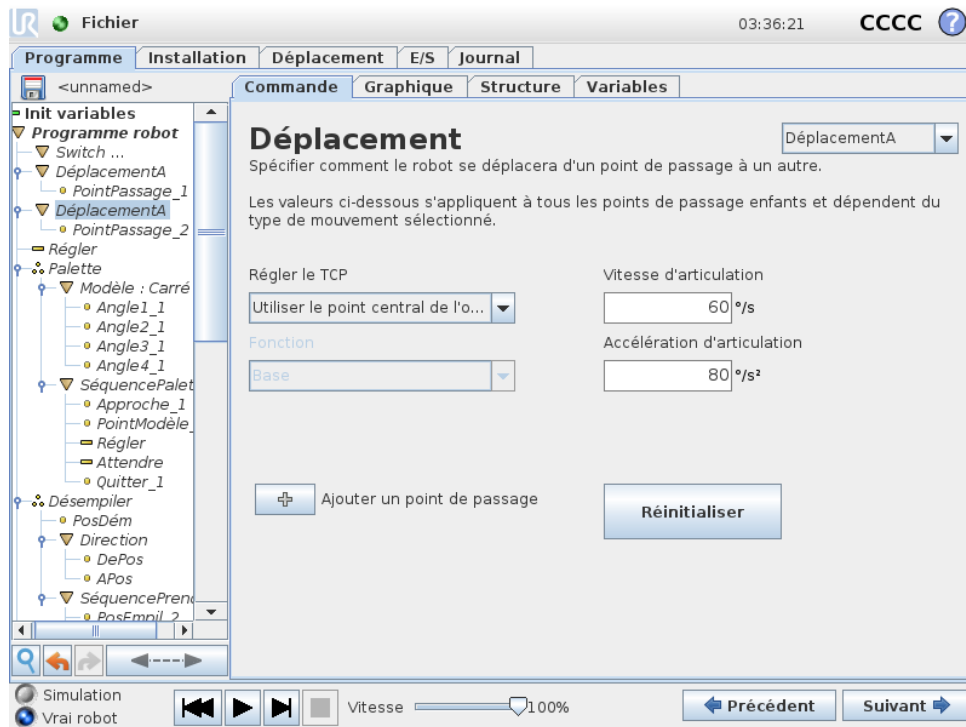 UR Fichier 03:36:21 CCCC ?
Programme Installation Déplacement E/S Journal
<unnamed>
Commande Graphique Structure Variables
Init variables
Programme robot
Switch ...
DéplacementA
PointPassage_1
DéplacementA
PointPassage_2
Régler
Palette
Modèle : Carré
Angle1_1
Angle2_1
Angle3_1
Angle4_1
SéquencePalet
Approche_1
PointModèle_
Régler
Attendre
Quitter_1
Désempiler
PosDém
Direction
DePos
APos
SéquencePrend
PosEmpil_2
Déplacement
DéplacementA
Spécifier comment le robot se déplacera d'un point de passage à un autre.
Les valeurs ci-dessous s'appliquent à tous les points de passage enfants et dépendent du
type de mouvement sélectionné.
Régler le TCP
Vitesse d'articulation
Utiliser le point central de l'o...
60 °/s
Fonction
Accélération d'articulation
Base
80 °/s²
Ajouter un point de passage
Réinitialiser
Simulation
Vrai robot
Vitesse 100%
Précédent
Suivant